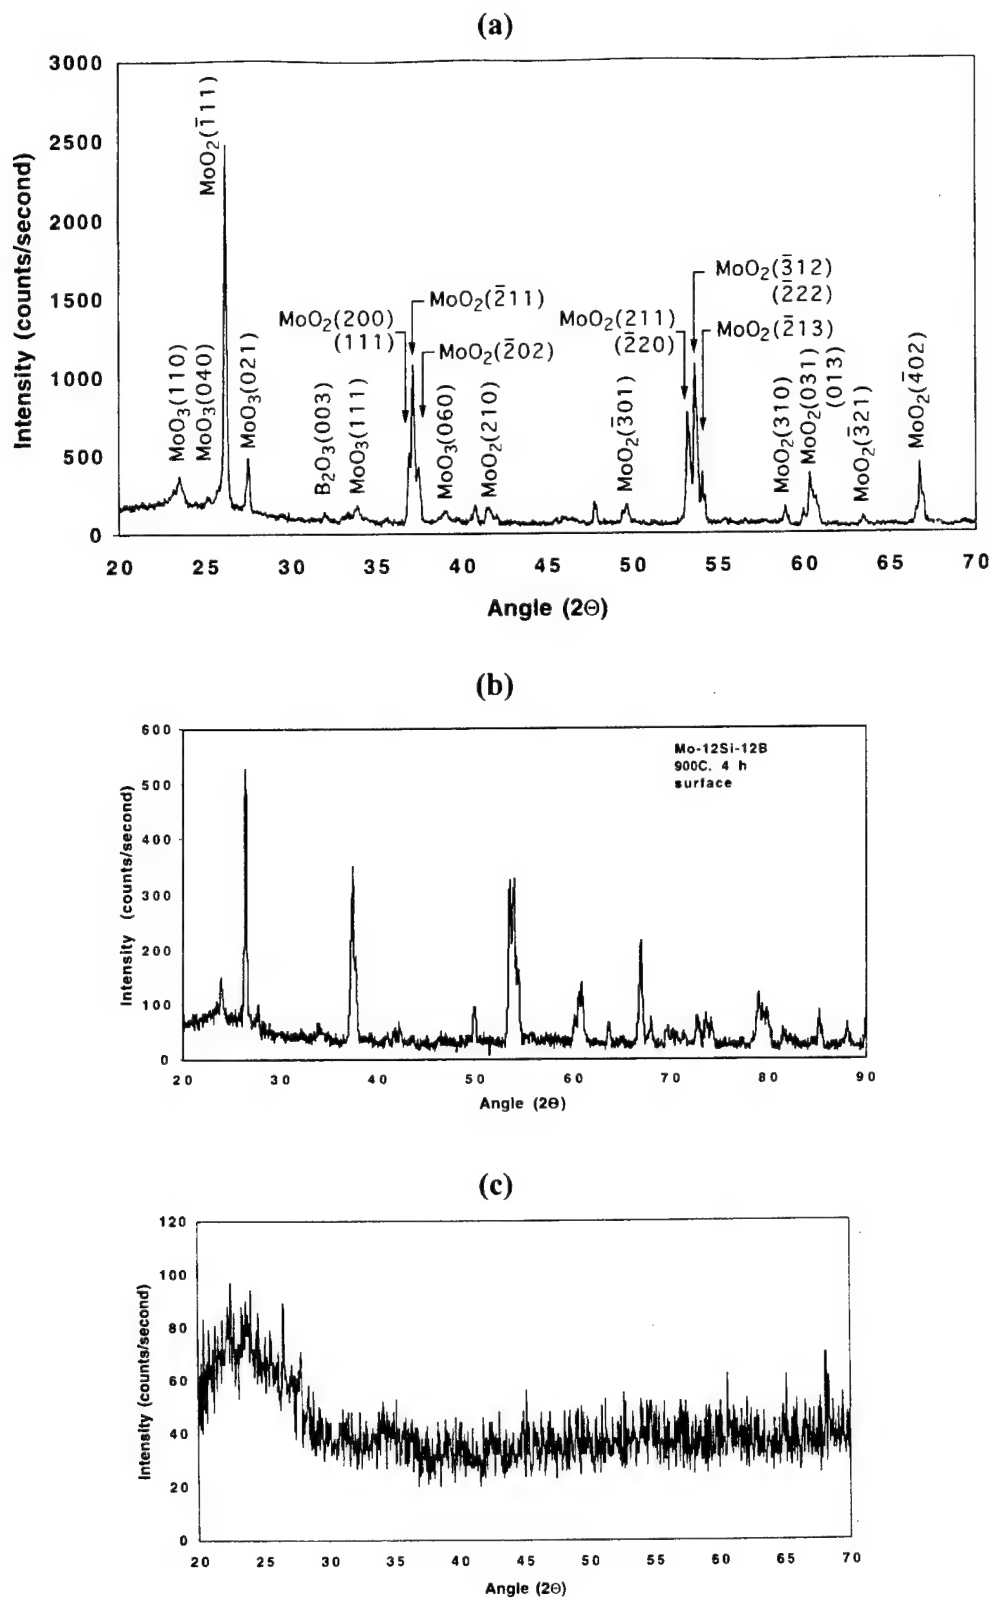 (a)
3000
2500
2000
1500
1000
500
0
Intensity (counts/second)
MoO₃(110)
MoO₃(040)
MoO₂(1̄11)
MoO₃(021)
B₂O₃(003)
MoO₃(111)
MoO₂(200)
(111)
MoO₂(2̄11)
MoO₂(2̄02)
MoO₃(060)
MoO₂(210)
MoO₂(3̄01)
MoO₂(211)
(2̄20)
MoO₂(3̄12)
(2̄22)
MoO₂(2̄13)
MoO₂(310)
MoO₂(031)
(013)
MoO₂(3̄21)
MoO₂(4̄02)
20 25 30 35 40 45 50 55 60 65 70
Angle (2Θ)
(b)
600
500
400
300
200
100
0
Intensity (counts/second)
Mo-12Si-12B
900C, 4 h
surface
20 30 40 50 60 70 80 90
Angle (2Θ)
(c)
120
100
80
60
40
20
0
Intensity (counts/second)
20 25 30 35 40 45 50 55 60 65 70
Angle (2Θ)